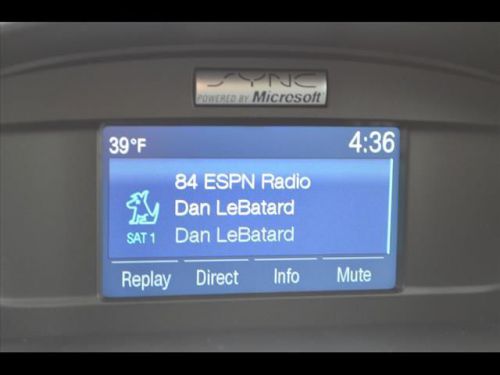 SYNC
POWERED BY Microsoft
39°F 4:36
84 ESPN Radio
Dan LeBatard
SAT 1 Dan LeBatard
Replay Direct Info Mute